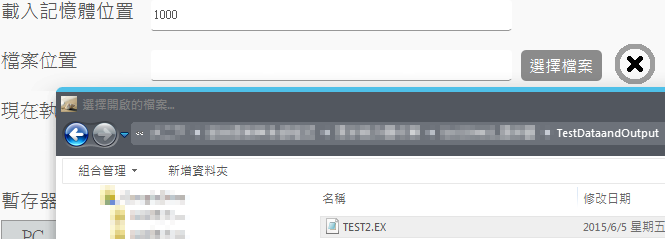 載入記憶體位置
1000
檔案位置
選擇檔案
現在執
選擇開啟的檔案...
TestDataandOutput
組合管理
新增資料夾
名稱
修改日期
TEST2.EX
2015/6/5 星期五
暫存器
PC